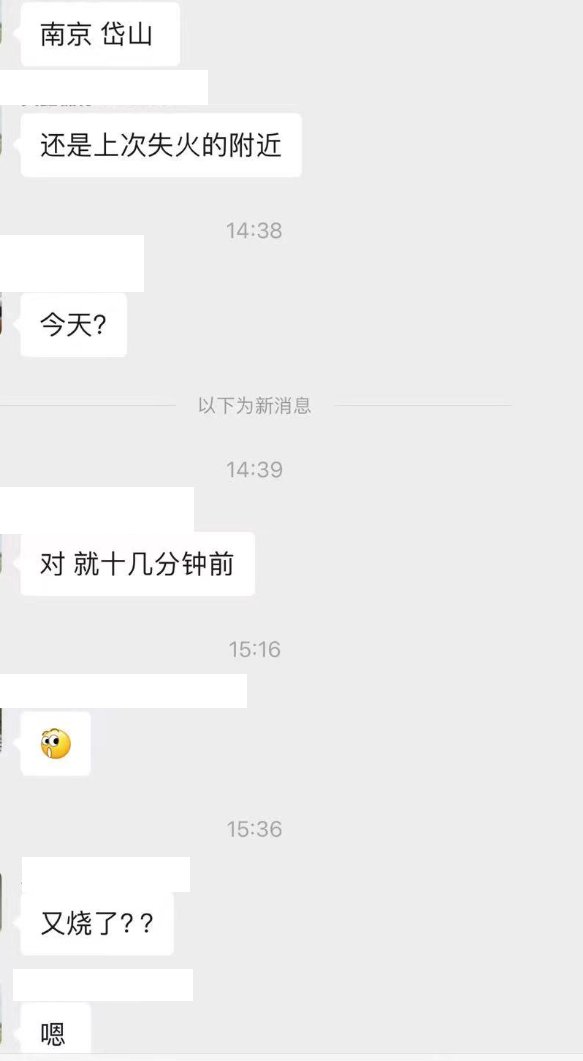 南京 岱山
还是上次失火的附近
14:38
今天?
以下为新消息
14:39
对 就十几分钟前
15:16
15:36
又烧了? ?
嗯